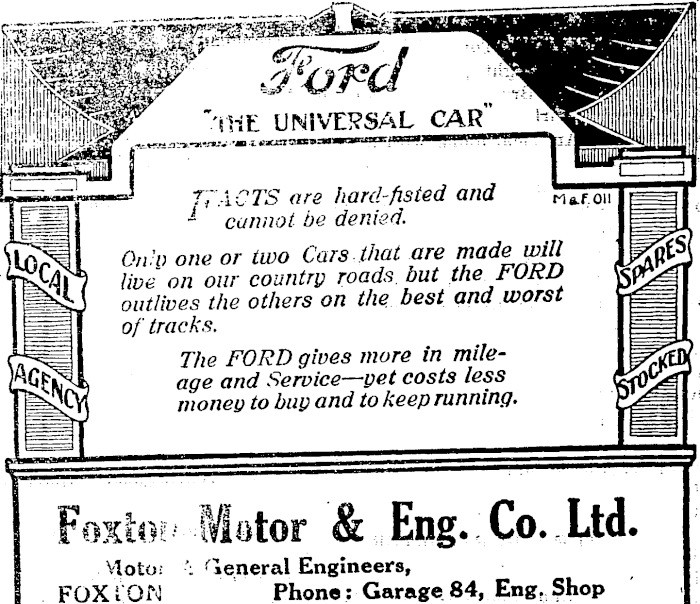 Ford
"THE UNIVERSAL CAR"
FACTS are hard-fisted and
cannot be denied.
M & F. 011
Only one or two Cars that are made will
live on our country roads, but the FORD
outlives the others on the best and worst
of tracks.
The FORD gives more in mile-
age and Service—yet costs less
money to buy and to keep running.
LOCAL
AGENCY
SPARES
STOCKED
Foxton Motor & Eng. Co. Ltd.
Motor & General Engineers,
FOXTON
Phone: Garage 84, Eng. Shop